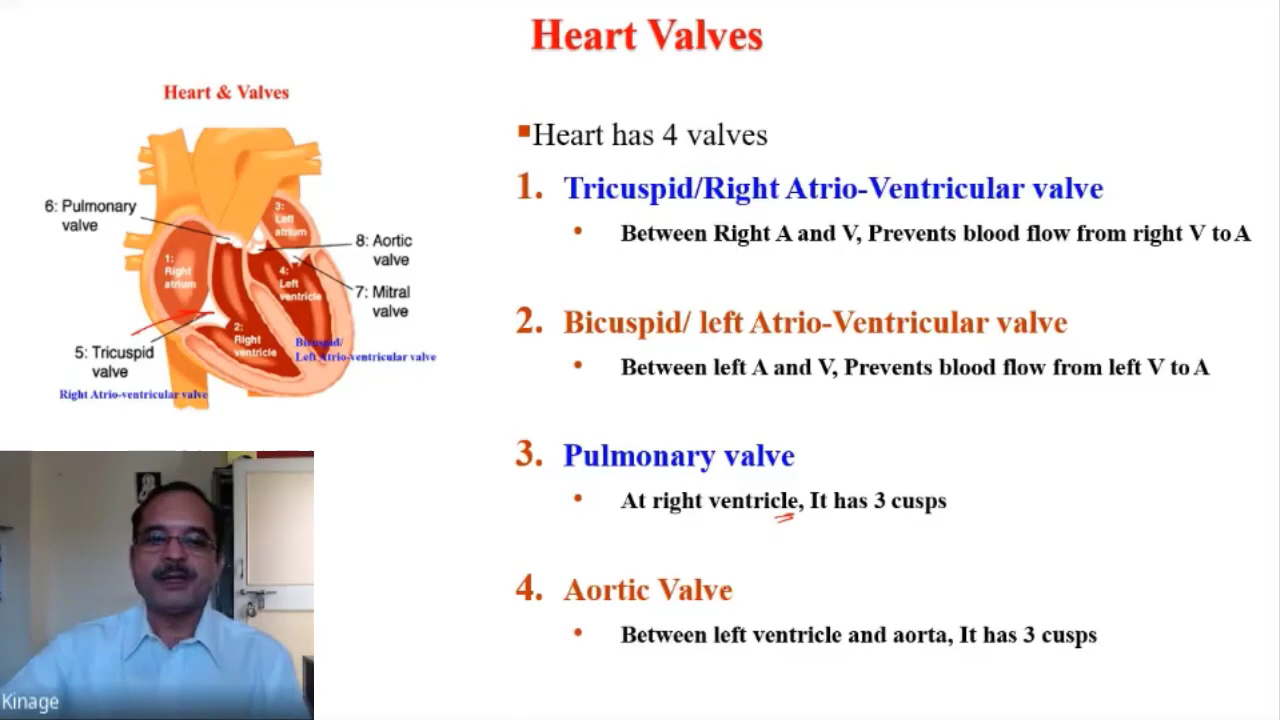 Heart Valves
Heart & Valves
6: Pulmonary
valve
3:
Left
atrium
8: Aortic
valve
1:
Right
atrium
4:
Left
ventricle
7: Mitral
valve
2:
Right
ventricle
5: Tricuspid
valve
Bicuspid/
Left Atrio-ventricular valve
Right Atrio-ventricular valve
▪Heart has 4 valves
1. Tricuspid/Right Atrio-Ventricular valve
• Between Right A and V, Prevents blood flow from right V to A
2. Bicuspid/ left Atrio-Ventricular valve
• Between left A and V, Prevents blood flow from left V to A
3. Pulmonary valve
• At right ventricle, It has 3 cusps
4. Aortic Valve
• Between left ventricle and aorta, It has 3 cusps
Kinage